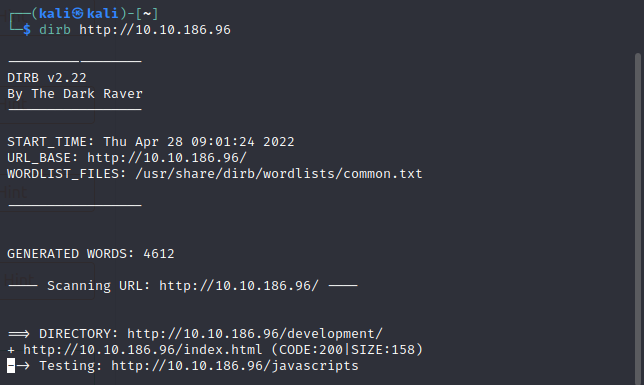 ┌──(kali㉿kali)-[~]
└─$ dirb http://10.10.186.96
-----------------
DIRB v2.22
By The Dark Raver
-----------------
START_TIME: Thu Apr 28 09:01:24 2022
URL_BASE: http://10.10.186.96/
WORDLIST_FILES: /usr/share/dirb/wordlists/common.txt
-----------------
GENERATED WORDS: 4612
---- Scanning URL: http://10.10.186.96/ ----
==> DIRECTORY: http://10.10.186.96/development/
+ http://10.10.186.96/index.html (CODE:200|SIZE:158)
--> Testing: http://10.10.186.96/javascripts